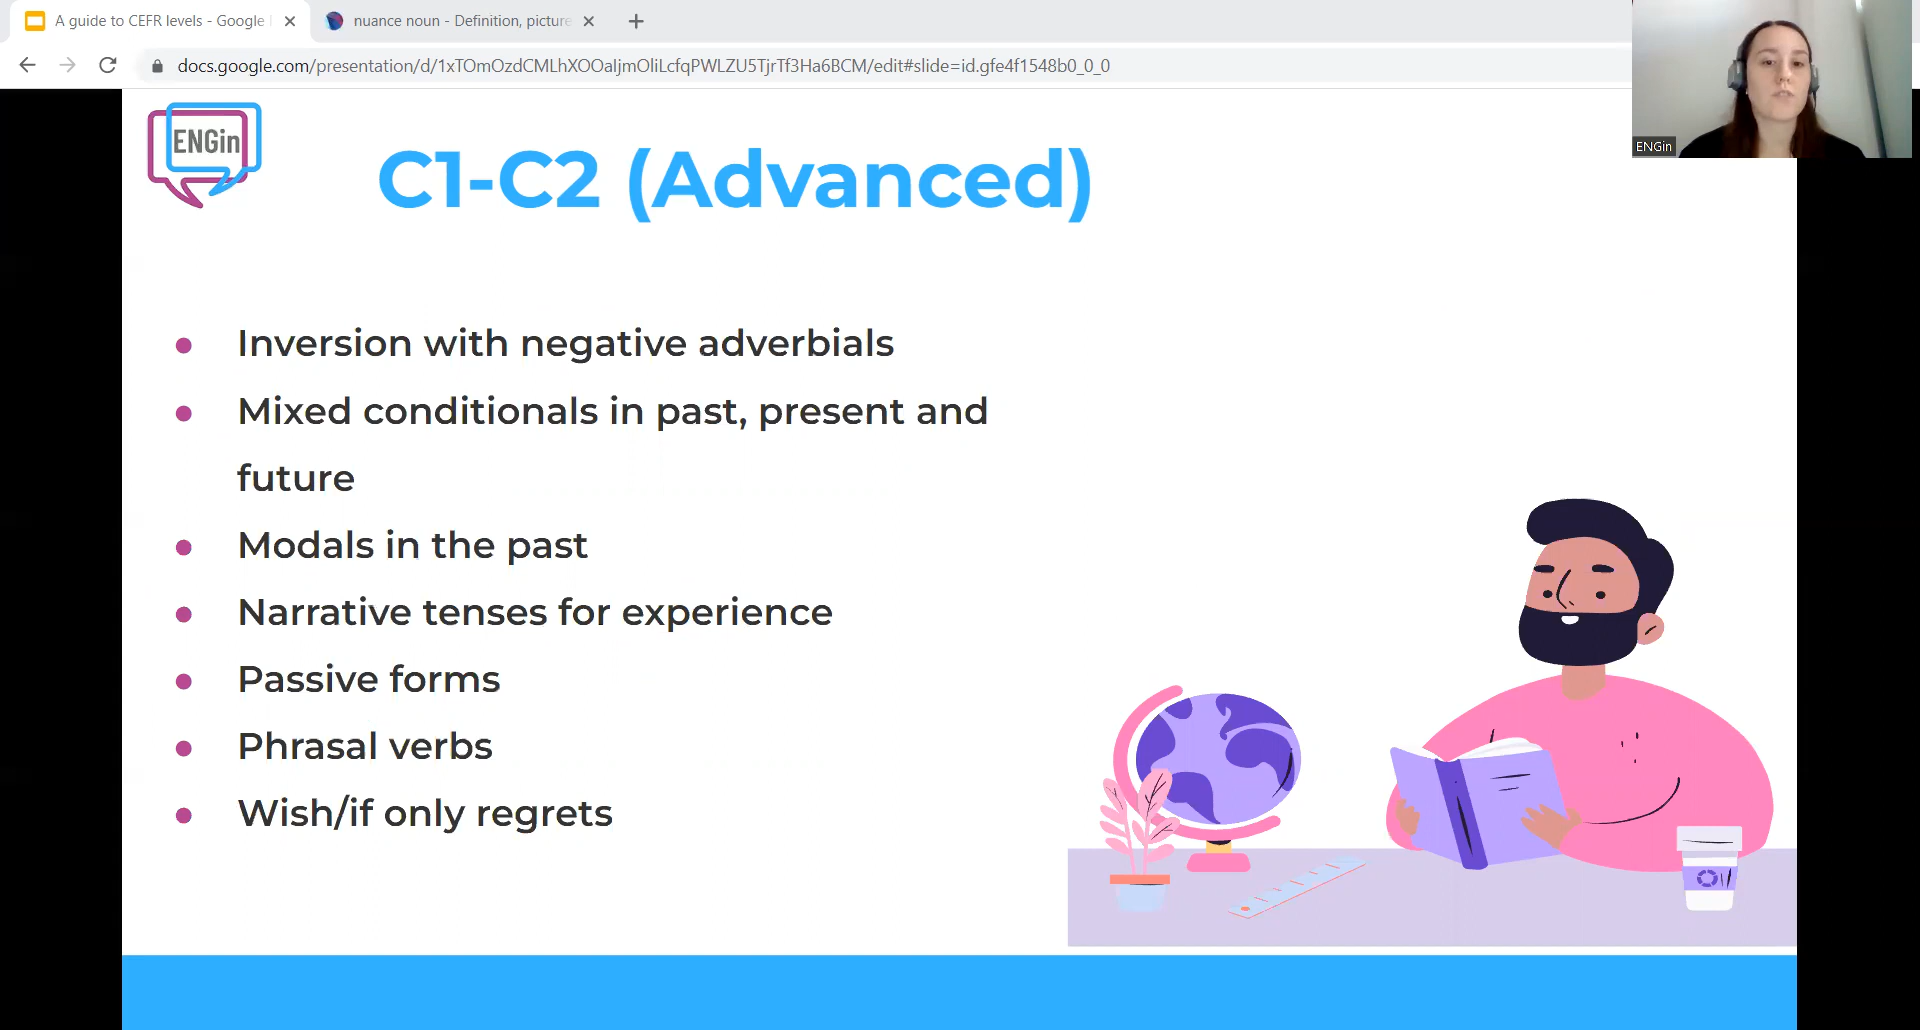 A guide to CEFR levels - Google
nuance noun - Definition, picture
docs.google.com/presentation/d/1xTOmOzdCMLhXOOaljmOliLcfqPWLZU5TjrTf3Ha6BCM/edit#slide=id.gfe4f1548b0_0_0
ENGin
ENGin
C1-C2 (Advanced)
Inversion with negative adverbials
Mixed conditionals in past, present and
future
Modals in the past
Narrative tenses for experience
Passive forms
Phrasal verbs
Wish/if only regrets